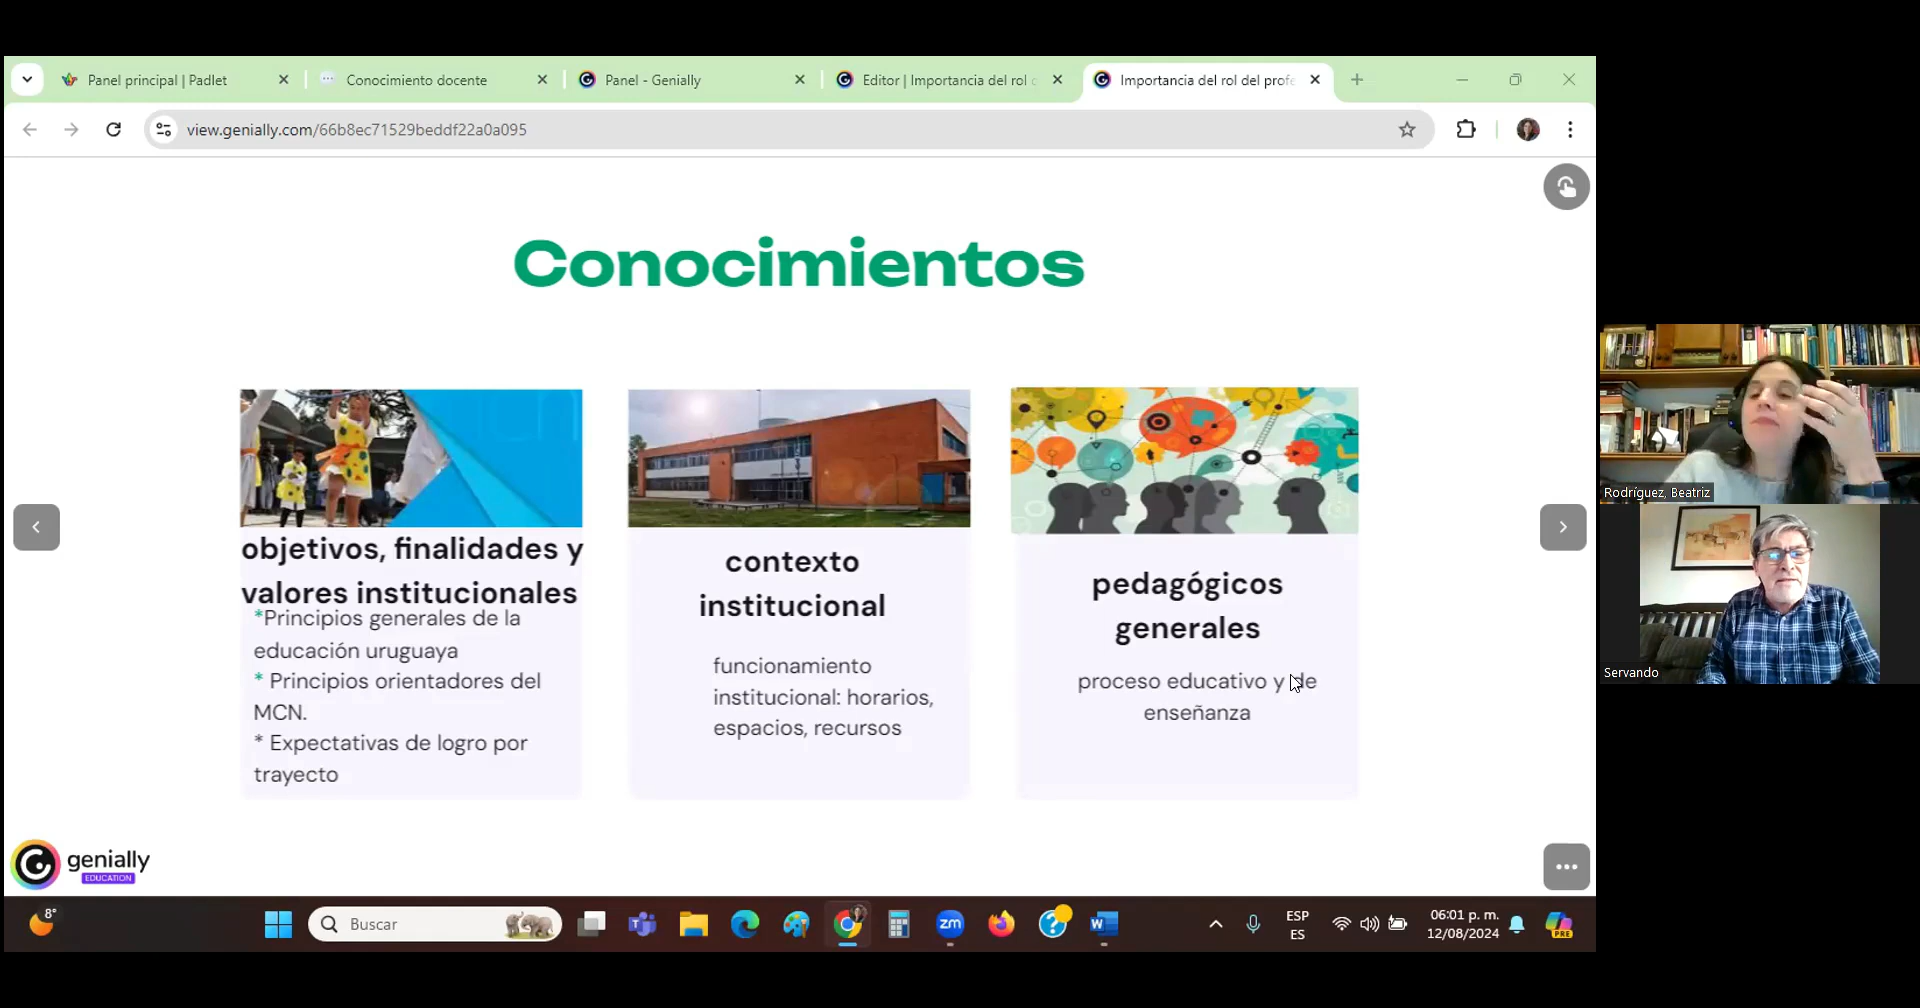 Panel principal | Padlet
Conocimiento docente
Panel - Genially
Editor | Importancia del rol
Importancia del rol del profe
view.genially.com/66b8ec71529beddf22a0a095
Conocimientos
objetivos, finalidades y
valores institucionales
*Principios generales de la
educación uruguaya
* Principios orientadores del
MCN.
* Expectativas de logro por
trayecto
contexto
institucional
funcionamiento
institucional: horarios,
espacios, recursos
pedagógicos
generales
proceso educativo y de
enseñanza
genially
EDUCATION
Rodríguez, Beatriz
Servando
8°
Buscar
zm
W
ESP
ES
06:01 p. m.
12/08/2024
PRE